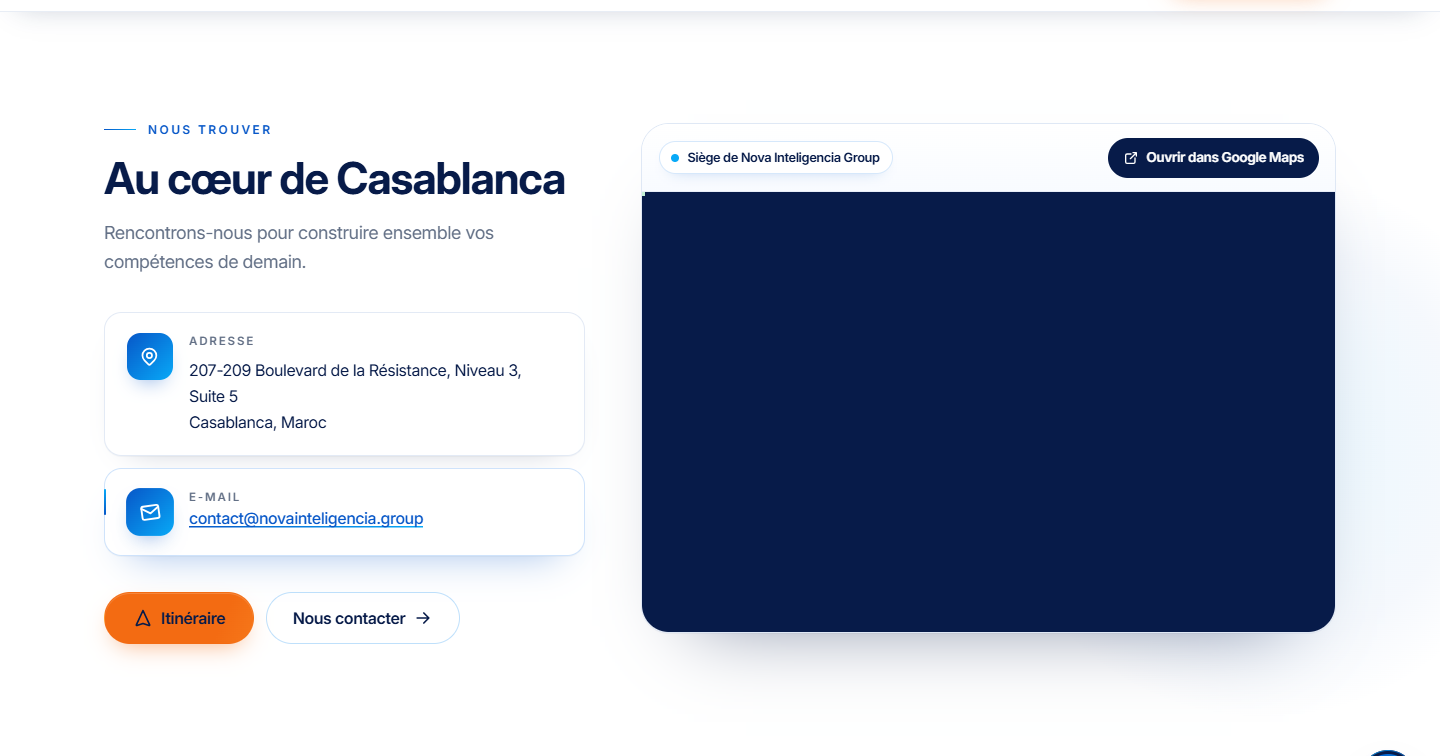 NOUS TROUVER
Au cœur de Casablanca
Rencontrons-nous pour construire ensemble vos
compétences de demain.
ADRESSE
207-209 Boulevard de la Résistance, Niveau 3,
Suite 5
Casablanca, Maroc
E-MAIL
contact@novainteligencia.group
Itinéraire
Nous contacter
Siège de Nova Inteligencia Group
Ouvrir dans Google Maps